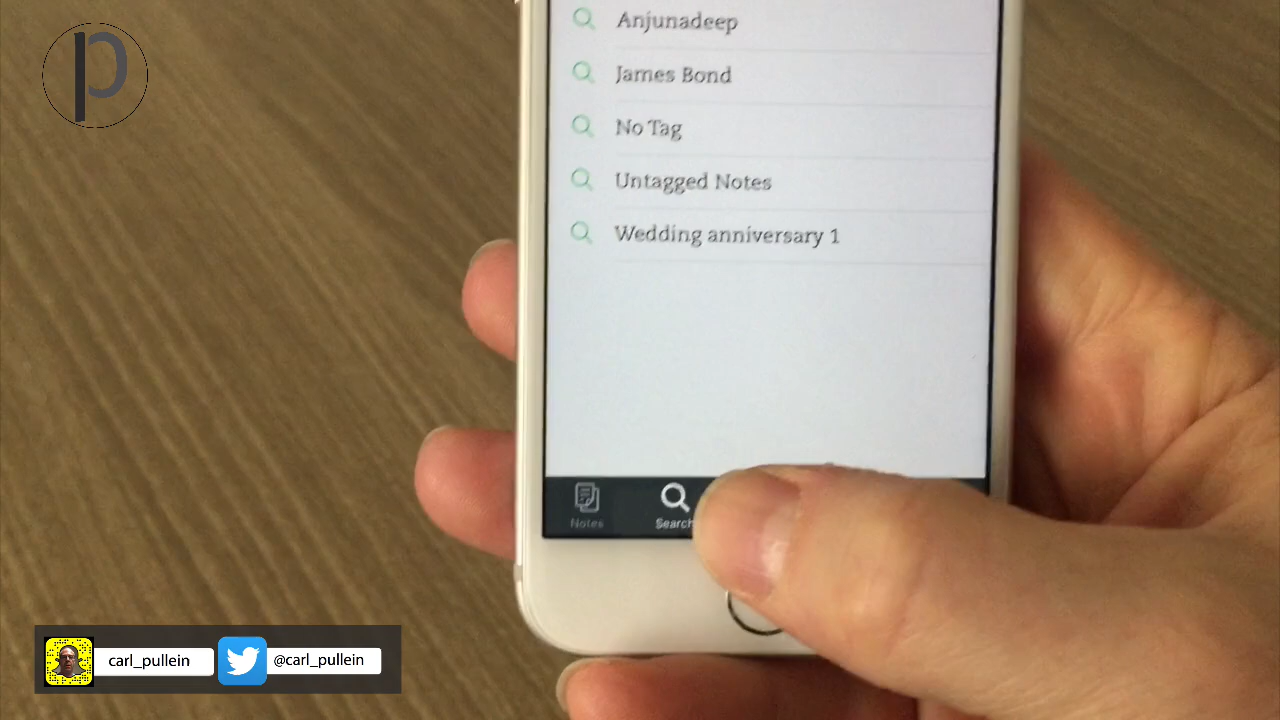 p
Anjunadeep
James Bond
No Tag
Untagged Notes
Wedding anniversary 1
Notes
Search
carl_pullein
@carl_pullein